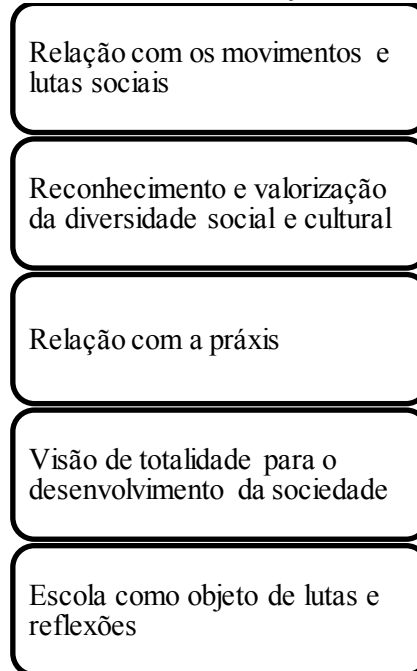 Relação com os movimentos e
lutas sociais
Reconhecimento e valorização
da diversidade social e cultural
Relação com a práxis
Visão de totalidade para o
desenvolvimento da sociedade
Escola como objeto de lutas e
reflexões